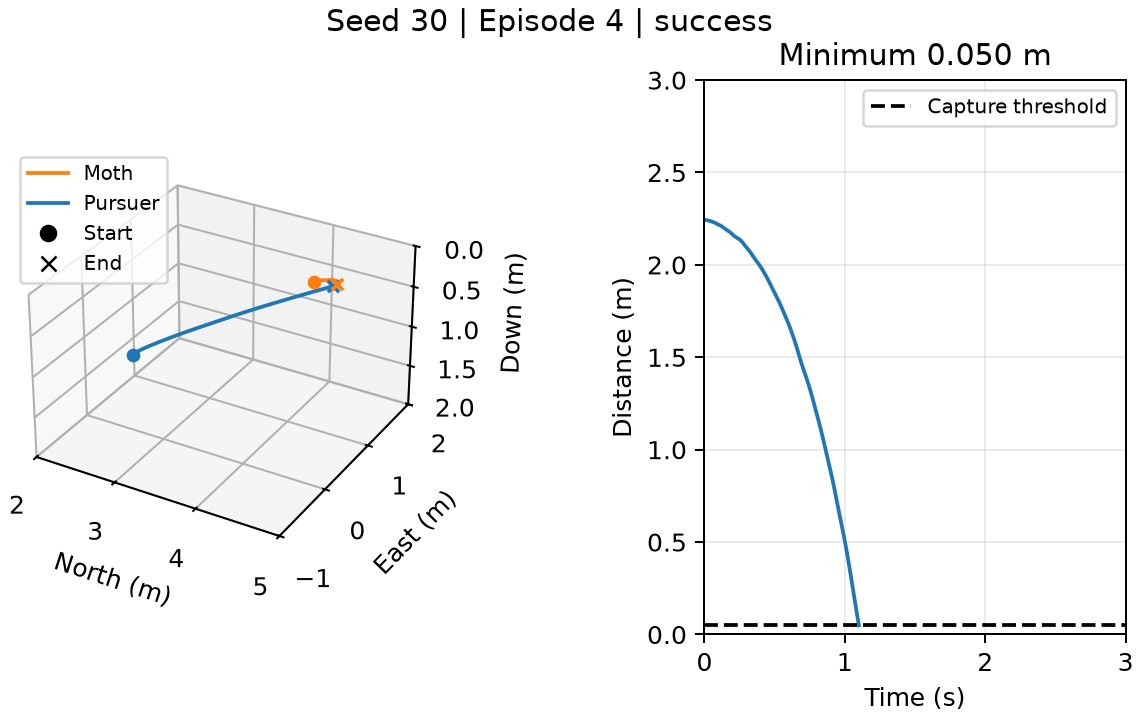 Seed 30 | Episode 4 | success
Moth
Pursuer
Start
End
0.0
0.5
1.0
1.5
2.0
Down (m)
2
1
0
−1
East (m)
2
3
4
5
North (m)
Minimum 0.050 m
Capture threshold
3.0
2.5
2.0
1.5
1.0
0.5
0.0
Distance (m)
0 1 2 3
Time (s)